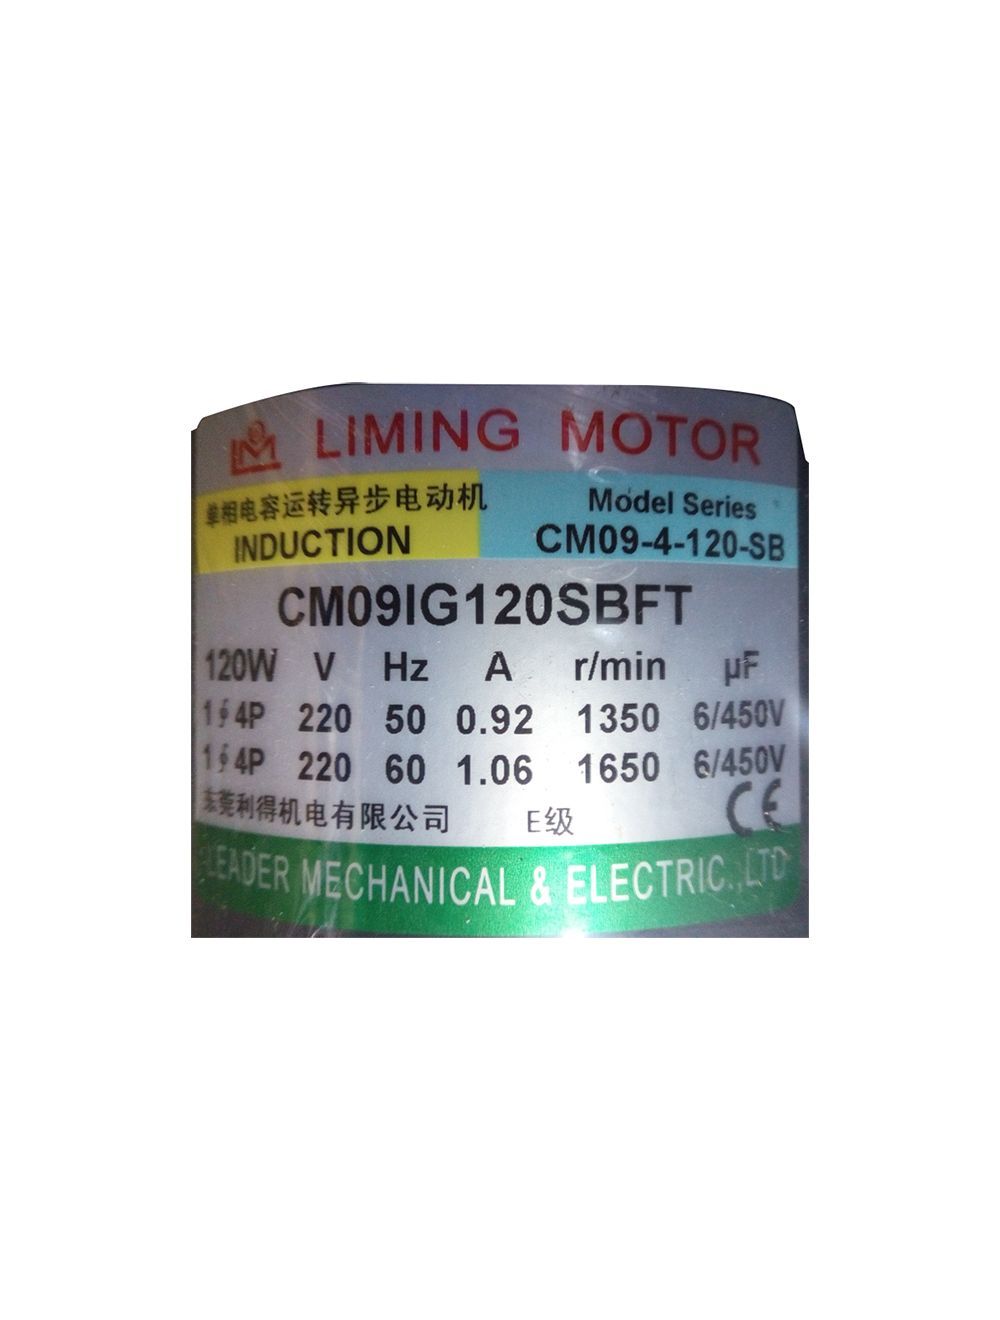 LIMING MOTOR
单相电容运转异步电动机
INDUCTION
Model Series
CM09-4-120-SB
CM09IG120SBFT
120W V Hz A r/min µF
1∮4P 220 50 0.92 1350 6/450V
1∮4P 220 60 1.06 1650 6/450V
东莞利得机电有限公司 E级 CE
LEADER MECHANICAL & ELECTRIC.,LTD